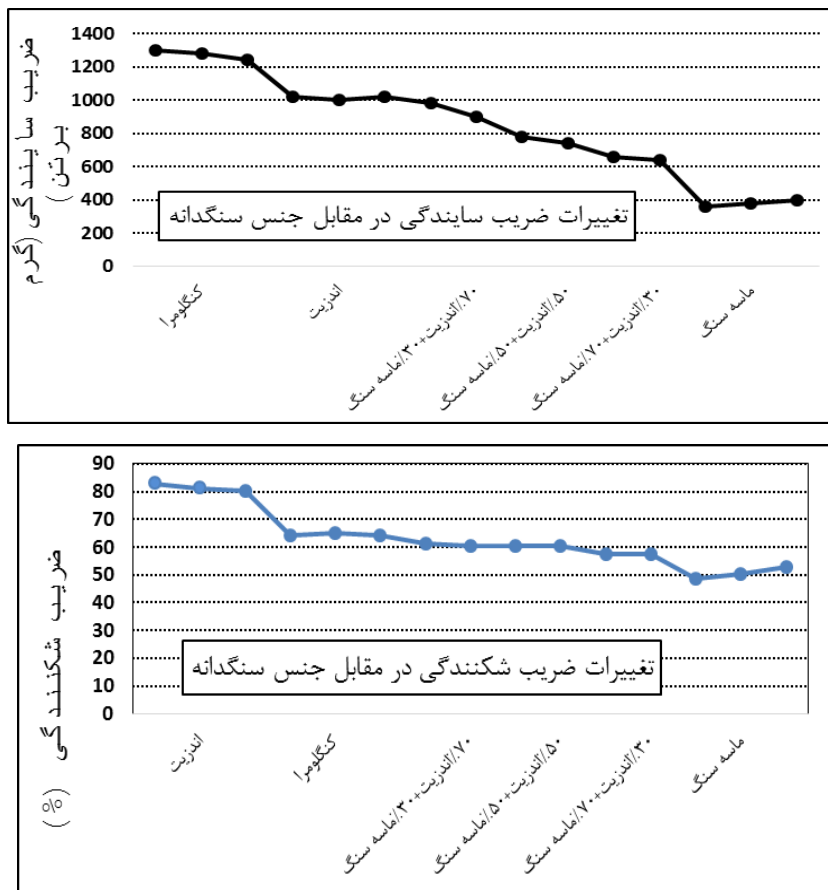 ضریب سایندگی (گرم
برتن)
1400
1200
1000
800
600
400
200
0
تغییرات ضریب سایندگی در مقابل جنس سنگدانه
کنگلومرا
اندزیت
۷۰٪اندزیت+۳۰٪ماسه سنگ
۵۰٪اندزیت+۵۰٪ماسه سنگ
۳۰٪اندزیت+۷۰٪ماسه سنگ
ماسه سنگ
ضریب شکنندگی (%)
90
80
70
60
50
40
30
20
10
0
تغییرات ضریب شکنندگی در مقابل جنس سنگدانه
اندزیت
کنگلومرا
۷۰٪اندزیت+۳۰٪ماسه سنگ
۵۰٪اندزیت+۵۰٪ماسه سنگ
۳۰٪اندزیت+۷۰٪ماسه سنگ
ماسه سنگ